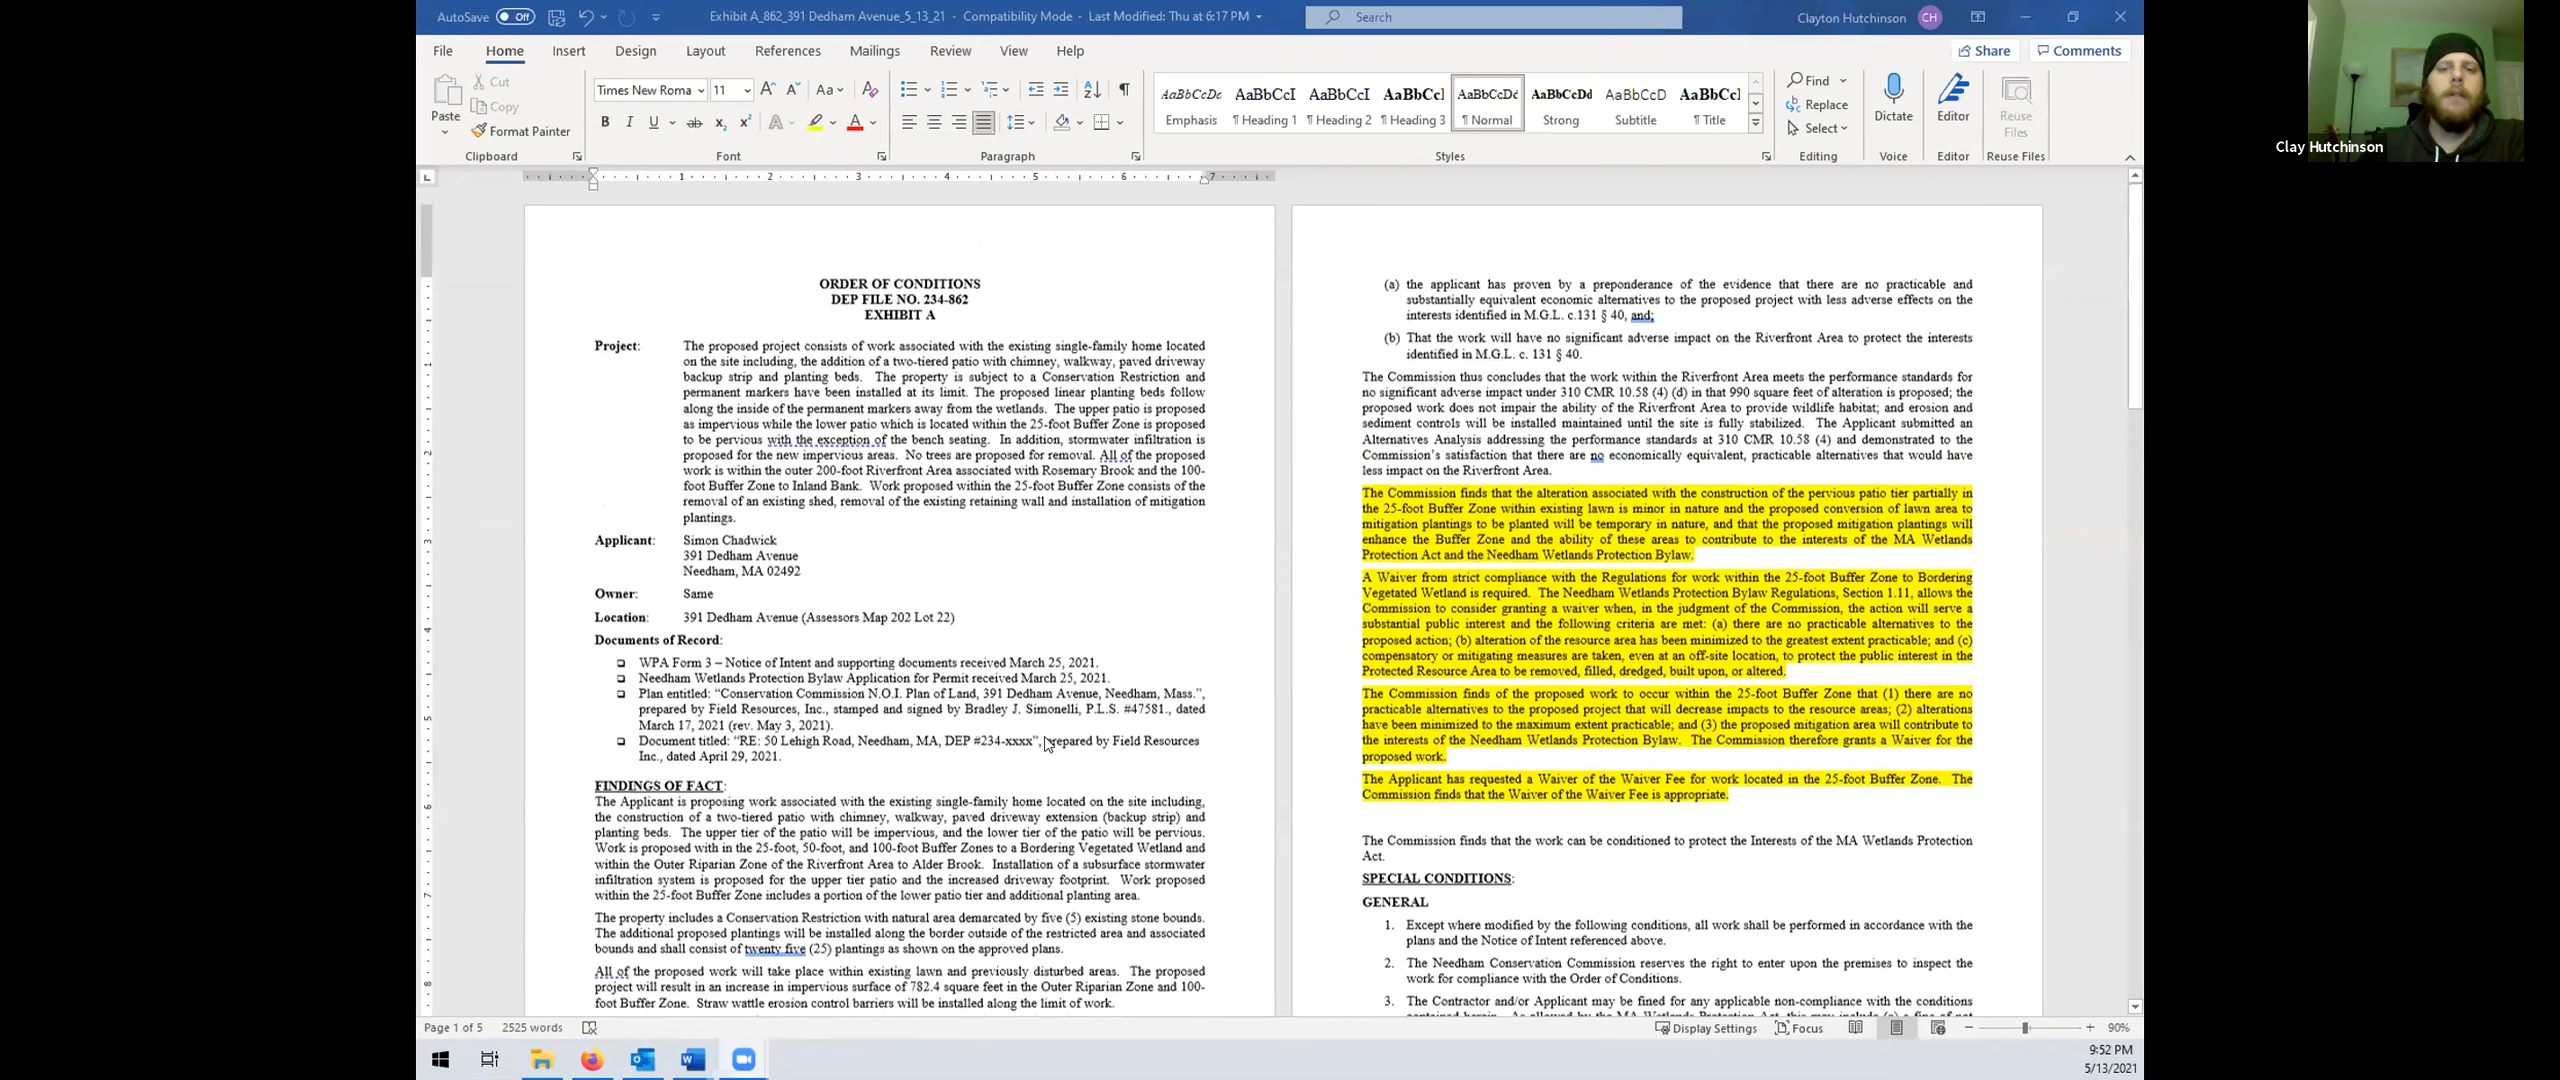 AutoSave Off Exhibit A_862_391 Dedham Avenue_5_13_21 - Compatibility Mode - Last Modified: Thu at 6:17 PM Search Clayton Hutchinson CH
File Home Insert Design Layout References Mailings Review View Help Share Comments
Paste Cut Copy Format Painter
Times New Roma 11
Emphasis ¶ Heading 1 ¶ Heading 2 ¶ Heading 3 ¶ Normal Strong Subtitle ¶ Title
Find Replace Select Dictate Editor Reuse Files
Clipboard Font Paragraph Styles Editing Voice Editor Reuse Files
Clay Hutchinson
ORDER OF CONDITIONS
DEP FILE NO. 234-862
EXHIBIT A
Project: The proposed project consists of work associated with the existing single-family home located
on the site including, the addition of a two-tiered patio with chimney, walkway, paved driveway
backup strip and planting beds. The property is subject to a Conservation Restriction and
permanent markers have been installed at its limit. The proposed linear planting beds follow
along the inside of the permanent markers away from the wetlands. The upper patio is proposed
as impervious while the lower patio which is located within the 25-foot Buffer Zone is proposed
to be pervious with the exception of the bench seating. In addition, stormwater infiltration is
proposed for the new impervious areas. No trees are proposed for removal. All of the proposed
work is within the outer 200-foot Riverfront Area associated with Rosemary Brook and the 100-
foot Buffer Zone to Inland Bank. Work proposed within the 25-foot Buffer Zone consists of the
removal of an existing shed, removal of the existing retaining wall and installation of mitigation
plantings.
Applicant: Simon Chadwick
391 Dedham Avenue
Needham, MA 02492
Owner: Same
Location: 391 Dedham Avenue (Assessors Map 202 Lot 22)
Documents of Record:
WPA Form 3 – Notice of Intent and supporting documents received March 25, 2021.
Needham Wetlands Protection Bylaw Application for Permit received March 25, 2021.
Plan entitled: “Conservation Commission N.O.I. Plan of Land, 391 Dedham Avenue, Needham, Mass.”,
prepared by Field Resources, Inc., stamped and signed by Bradley J. Simonelli, P.L.S. #47581., dated
March 17, 2021 (rev. May 3, 2021).
Document titled: “RE: 50 Lehigh Road, Needham, MA, DEP #234-xxxx”, prepared by Field Resources
Inc., dated April 29, 2021.
FINDINGS OF FACT:
The Applicant is proposing work associated with the existing single-family home located on the site including,
the construction of a two-tiered patio with chimney, walkway, paved driveway extension (backup strip) and
planting beds. The upper tier of the patio will be impervious, and the lower tier of the patio will be pervious.
Work is proposed with in the 25-foot, 50-foot, and 100-foot Buffer Zones to a Bordering Vegetated Wetland and
within the Outer Riparian Zone of the Riverfront Area to Alder Brook. Installation of a subsurface stormwater
infiltration system is proposed for the upper tier patio and the increased driveway footprint. Work proposed
within the 25-foot Buffer Zone includes a portion of the lower patio tier and additional planting area.
The property includes a Conservation Restriction with natural area demarcated by five (5) existing stone bounds.
The additional proposed plantings will be installed along the border outside of the restricted area and associated
bounds and shall consist of twenty five (25) plantings as shown on the approved plans.
All of the proposed work will take place within existing lawn and previously disturbed areas. The proposed
project will result in an increase in impervious surface of 782.4 square feet in the Outer Riparian Zone and 100-
foot Buffer Zone. Straw wattle erosion control barriers will be installed along the limit of work.
(a) the applicant has proven by a preponderance of the evidence that there are no practicable and
substantially equivalent economic alternatives to the proposed project with less adverse effects on the
interests identified in M.G.L. c.131 § 40, and;
(b) That the work will have no significant adverse impact on the Riverfront Area to protect the interests
identified in M.G.L. c. 131 § 40.
The Commission thus concludes that the work within the Riverfront Area meets the performance standards for
no significant adverse impact under 310 CMR 10.58 (4) (d) in that 990 square feet of alteration is proposed; the
proposed work does not impair the ability of the Riverfront Area to provide wildlife habitat; and erosion and
sediment controls will be installed maintained until the site is fully stabilized. The Applicant submitted an
Alternatives Analysis addressing the performance standards at 310 CMR 10.58 (4) and demonstrated to the
Commission’s satisfaction that there are no economically equivalent, practicable alternatives that would have
less impact on the Riverfront Area.
The Commission finds that the alteration associated with the construction of the pervious patio tier partially in
the 25-foot Buffer Zone within existing lawn is minor in nature and the proposed conversion of lawn area to
mitigation plantings to be planted will be temporary in nature, and that the proposed mitigation plantings will
enhance the Buffer Zone and the ability of these areas to contribute to the interests of the MA Wetlands
Protection Act and the Needham Wetlands Protection Bylaw.
A Waiver from strict compliance with the Regulations for work within the 25-foot Buffer Zone to Bordering
Vegetated Wetland is required. The Needham Wetlands Protection Bylaw Regulations, Section 1.11, allows the
Commission to consider granting a waiver when, in the judgment of the Commission, the action will serve a
substantial public interest and the following criteria are met: (a) there are no practicable alternatives to the
proposed action; (b) alteration of the resource area has been minimized to the greatest extent practicable; and (c)
compensatory or mitigating measures are taken, even at an off-site location, to protect the public interest in the
Protected Resource Area to be removed, filled, dredged, built upon, or altered.
The Commission finds of the proposed work to occur within the 25-foot Buffer Zone that (1) there are no
practicable alternatives to the proposed project that will decrease impacts to the resource areas; (2) alterations
have been minimized to the maximum extent practicable; and (3) the proposed mitigation area will contribute to
the interests of the Needham Wetlands Protection Bylaw. The Commission therefore grants a Waiver for the
proposed work.
The Applicant has requested a Waiver of the Waiver Fee for work located in the 25-foot Buffer Zone. The
Commission finds that the Waiver of the Waiver Fee is appropriate.
The Commission finds that the work can be conditioned to protect the Interests of the MA Wetlands Protection
Act.
SPECIAL CONDITIONS:
GENERAL
1. Except where modified by the following conditions, all work shall be performed in accordance with the
plans and the Notice of Intent referenced above.
2. The Needham Conservation Commission reserves the right to enter upon the premises to inspect the
work for compliance with the Order of Conditions.
3. The Contractor and/or Applicant may be fined for any applicable non-compliance with the conditions
Page 1 of 5 2525 words Display Settings Focus 90%
9:52 PM
5/13/2021